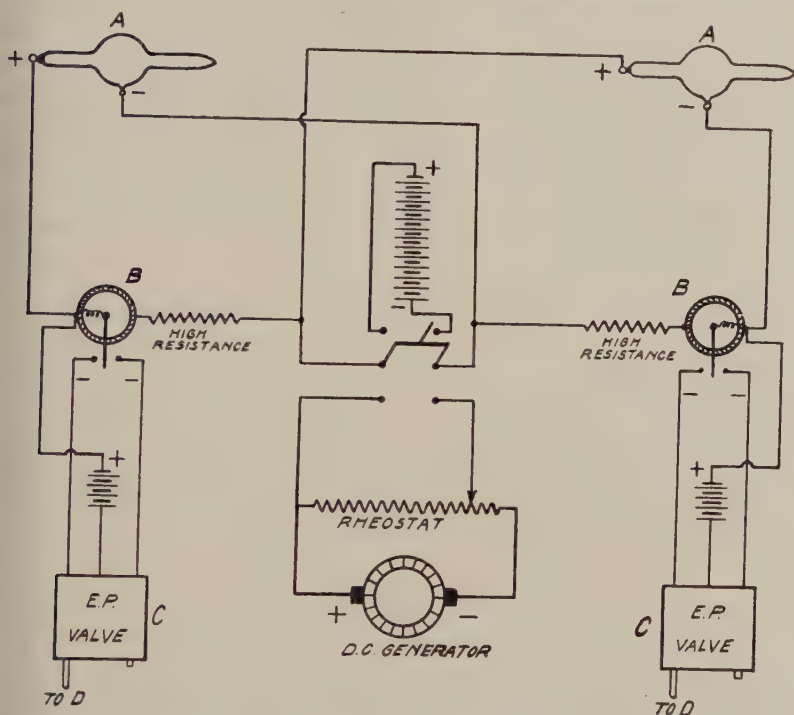 A
A
+
-
+
-
+
-
B
HIGH
RESISTANCE
B
HIGH
RESISTANCE
-
-
-
-
+
+
RHEOSTAT
E.P.
VALVE
C
+
-
D.C. GENERATOR
C
E.P.
VALVE
TO D
TO D